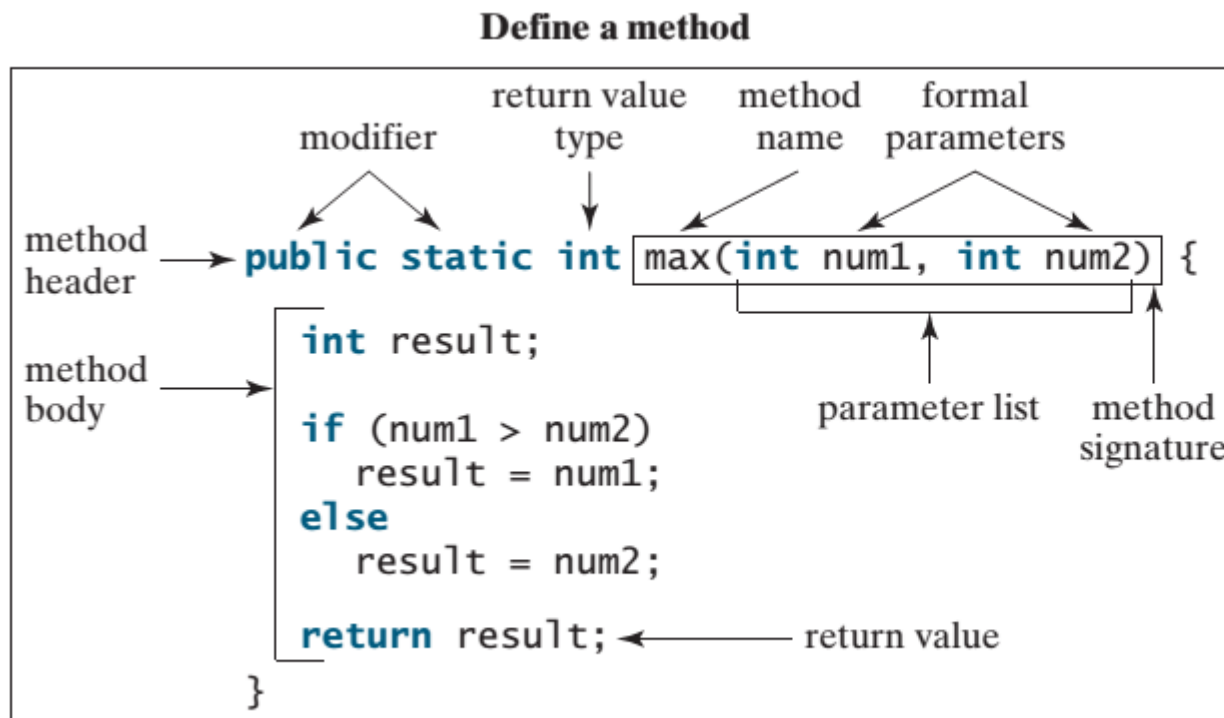 Define a method
return value type
method name
formal parameters
modifier
method header
public static int max(int num1, int num2) {
method body
int result;
parameter list
method signature
if (num1 > num2)
result = num1;
else
result = num2;
return result;
return value
}